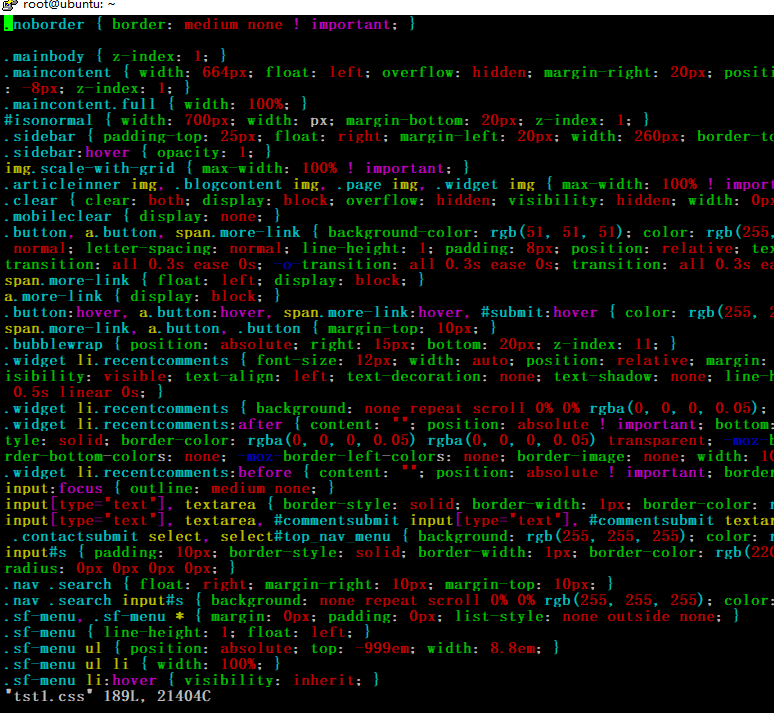 root@ubuntu: ~
.noborder { border: medium none ! important; }
.mainbody { z-index: 1; }
.maincontent { width: 664px; float: left; overflow: hidden; margin-right: 20px; positi
: -8px; z-index: 1; }
.maincontent.full { width: 100%; }
#isonormal { width: 700px; width: px; margin-bottom: 20px; z-index: 1; }
.sidebar { padding-top: 25px; float: right; margin-left: 20px; width: 260px; border-to
.sidebar:hover { opacity: 1; }
img.scale-with-grid { max-width: 100% ! important; }
.articleinner img, .blogcontent img, .page img, .widget img { max-width: 100% ! import
.clear { clear: both; display: block; overflow: hidden; visibility: hidden; width: 0px
.mobileclear { display: none; }
.button, a.button, span.more-link { background-color: rgb(51, 51, 51); color: rgb(255,
normal; letter-spacing: normal; line-height: 1; padding: 8px; position: relative; tex
transition: all 0.3s ease 0s; -o transition: all 0.3s ease 0s; transition: all 0.3s ea
span.more-link { float: left; display: block; }
a.more-link { display: block; }
.button:hover, a.button:hover, span.more-link:hover, #submit:hover { color: rgb(255, 2
span.more-link, a.button, .button { margin-top: 10px; }
.bubblewrap { position: absolute; right: 15px; bottom: 20px; z-index: 11; }
.widget li.recentcomments { font-size: 12px; width: auto; position: relative; margin:
isibility: visible; text-align: left; text-decoration: none; text-shadow: none; line-h
0.5s linear 0s; }
.widget li.recentcomments { background: none repeat scroll 0% 0% rgba(0, 0, 0, 0.05);
.widget li.recentcomments:after { content: ""; position: absolute ! important; bottom:
tyle: solid; border-color: rgba(0, 0, 0, 0.05) rgba(0, 0, 0, 0.05) transparent; -moz-b
rder-bottom-colors: none; -moz-border-left-colors: none; border-image: none; width: 10
.widget li.recentcomments:before { content: ""; position: absolute ! important; border
input:focus { outline: medium none; }
input[type="text"], textarea { border-style: solid; border-width: 1px; border-color: r
input[type="text"], textarea, #commentsubmit input[type="text"], #commentsubmit textar
.contactsubmit select, select#top_nav_menu { background: rgb(255, 255, 255); color: r
input#s { padding: 10px; border-style: solid; border-width: 1px; border-color: rgb(220
radius: 0px 0px 0px 0px; }
.nav .search { float: right; margin-right: 10px; margin-top: 10px; }
.nav .search input#s { background: none repeat scroll 0% 0% rgb(255, 255, 255); color:
.sf-menu, .sf-menu * { margin: 0px; padding: 0px; list-style: none outside none; }
.sf-menu { line-height: 1; float: left; }
.sf-menu ul { position: absolute; top: -999em; width: 8.8em; }
.sf-menu ul li { width: 100%; }
.sf-menu li:hover { visibility: inherit; }
"tst1.css" 189L, 21404C